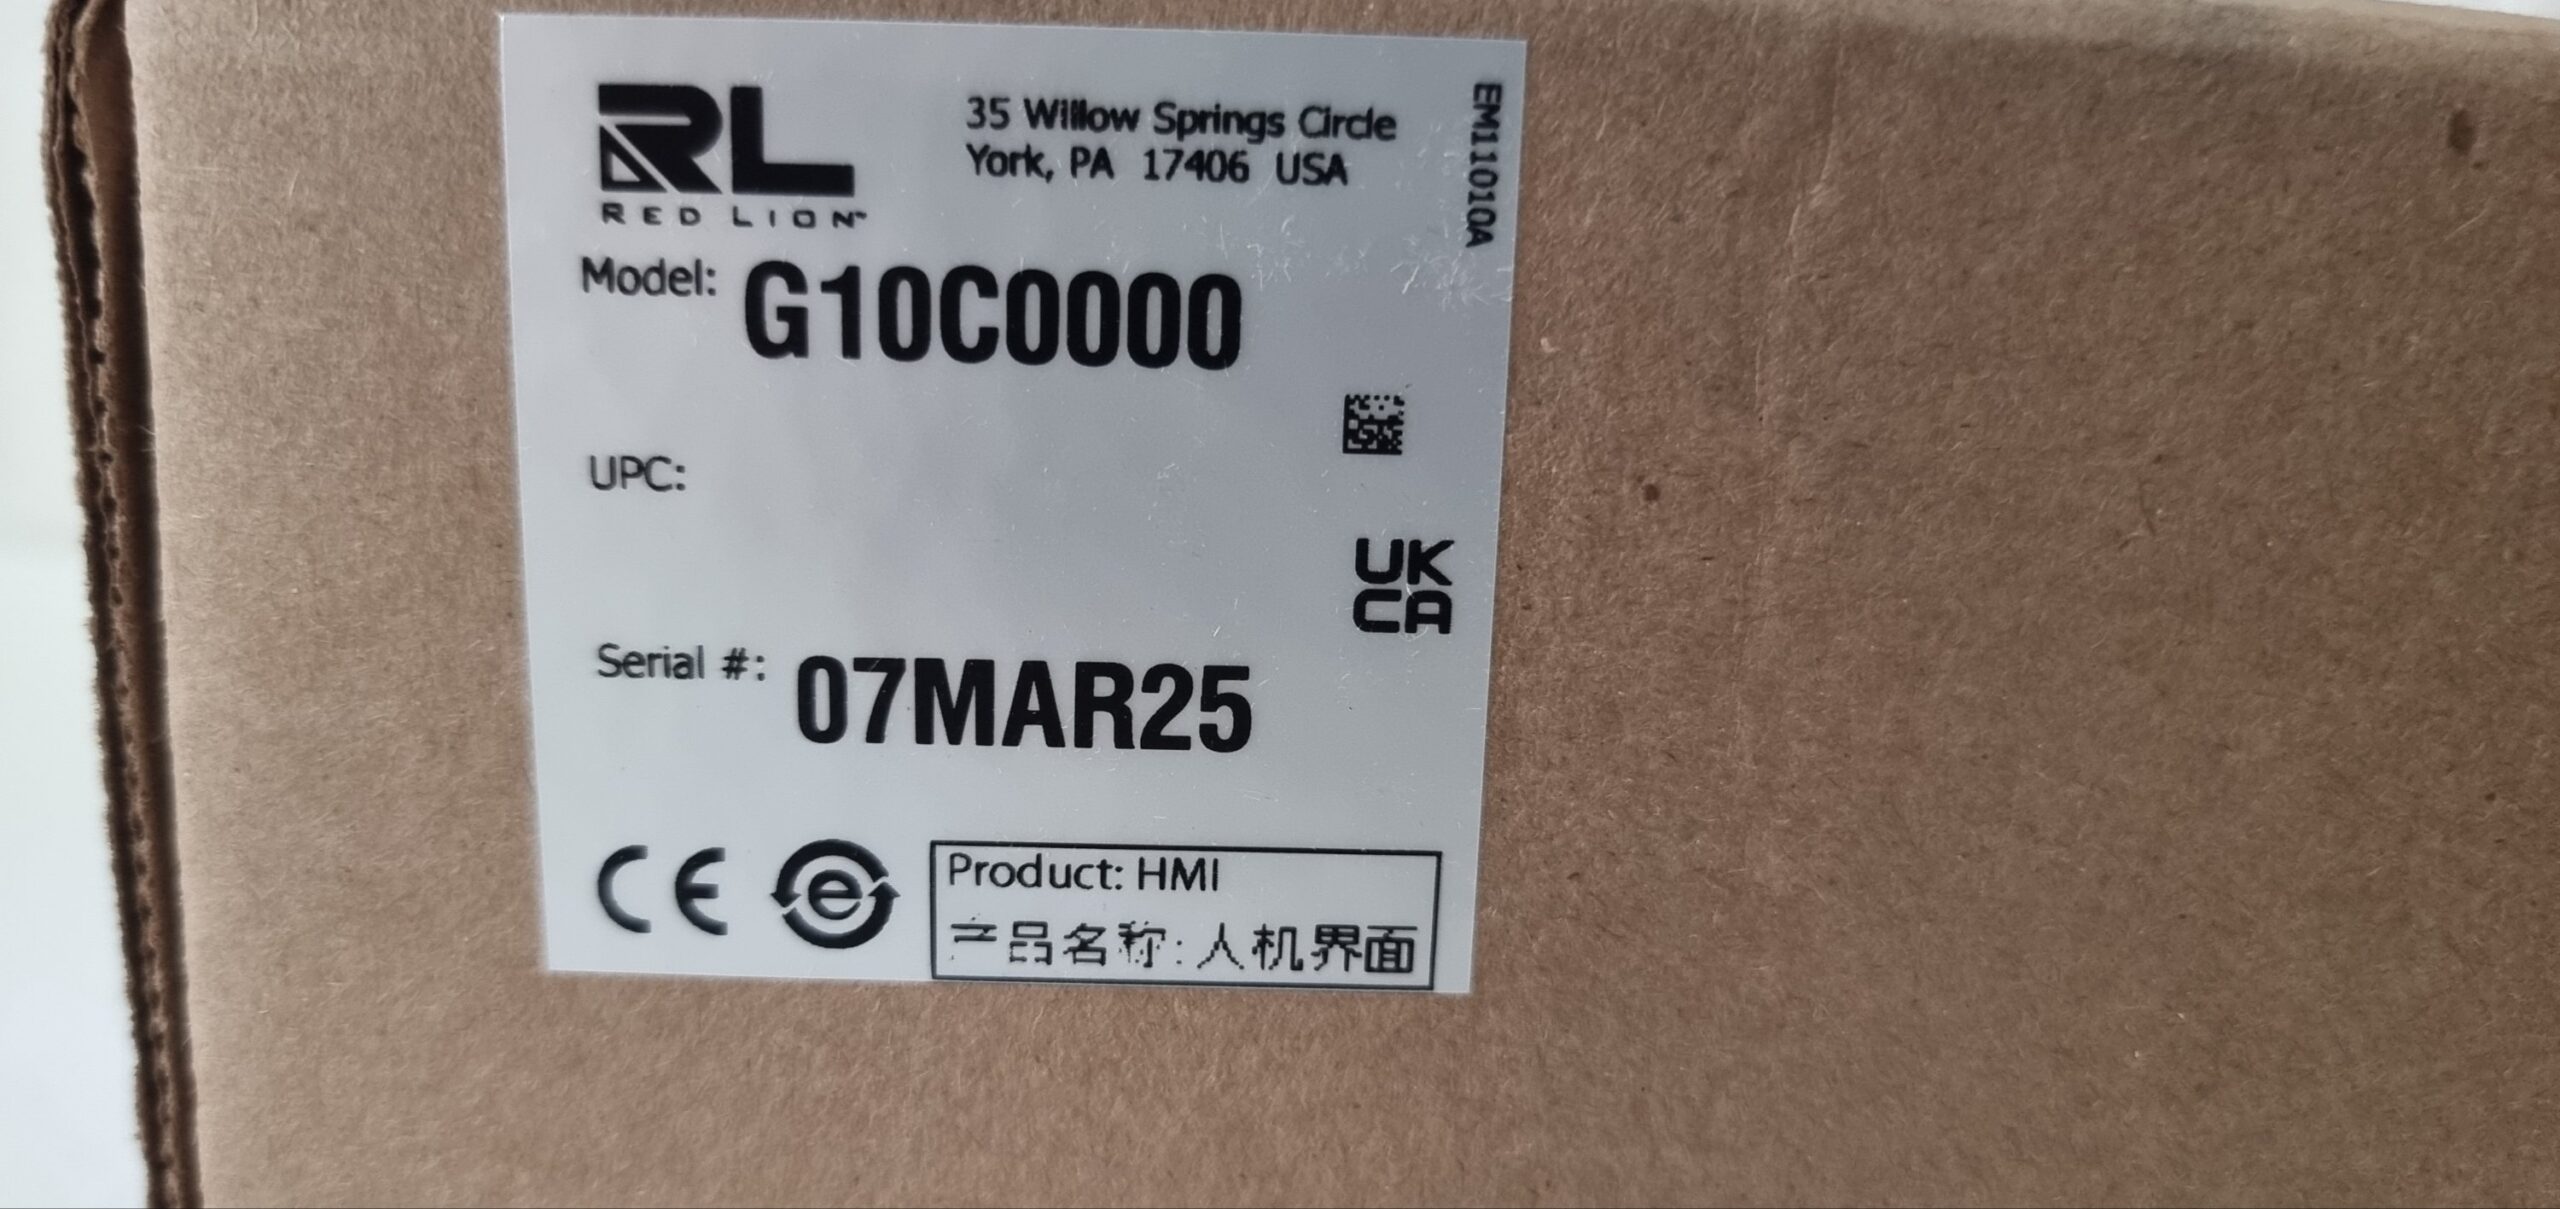 RL
RED LION™
35 Willow Springs Circle
York, PA 17406 USA
EM11010A
Model: G10C0000
UPC:
UK
CA
Serial #: 07MAR25
CE
e
Product: HMI
产品名称: 人机界面